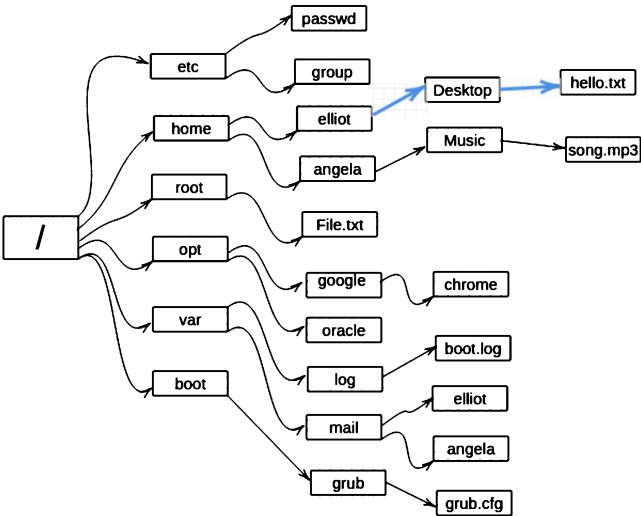 passwd
etc
group
hello.txt
Desktop
elliot
home
Music
song.mp3
angela
root
File.txt
/
opt
google
chrome
oracle
var
boot.log
log
boot
elliot
mail
angela
grub
grub.cfg